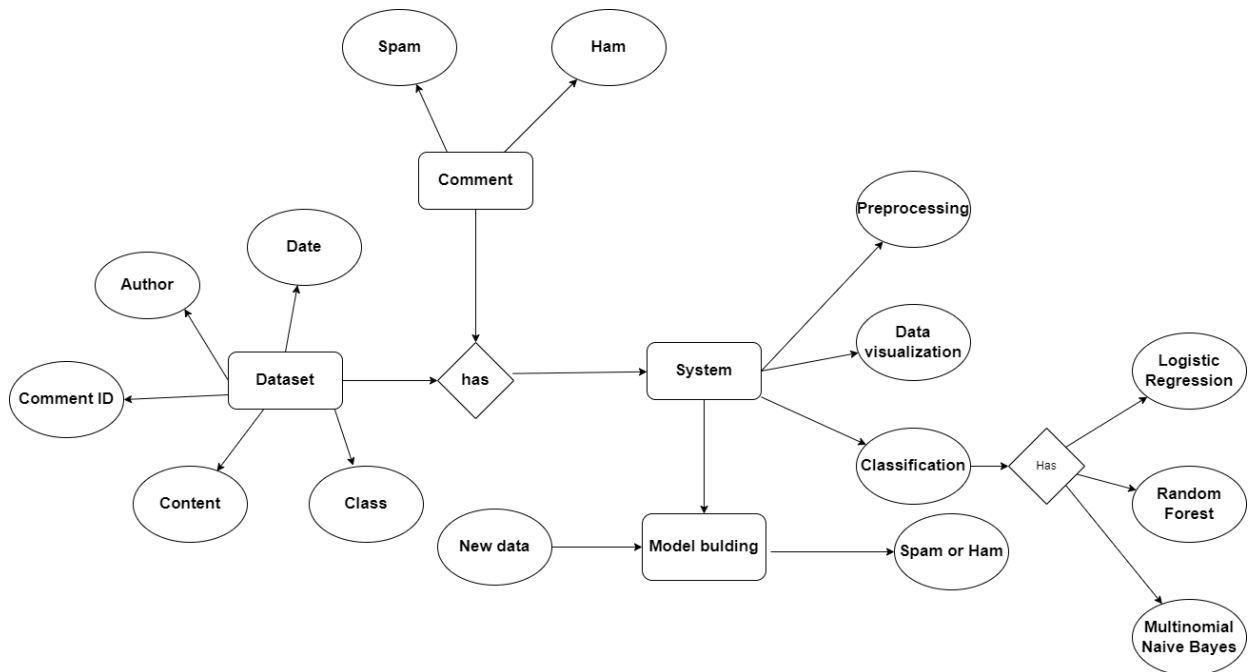 Spam
Ham
Comment
Preprocessing
Date
Author
Data
visualization
Logistic
Regression
Dataset
has
System
Comment ID
Classification
Has
Content
Class
Random
Forest
New data
Model bulding
Spam or Ham
Multinomial
Naive Bayes